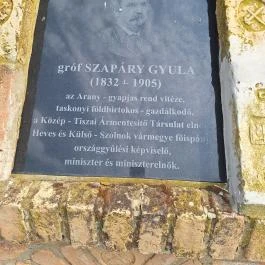 gróf SZAPÁRY GYULA
(1832 - 1905)
az Arany - gyapjas rend vitéze,
taskonyi földbirtokos - gazdálkodó,
a Közép - Tiszai Ármentesítő Társulat
Heves és Külső - Szolnok vármegye főispán
országgyűlési képviselő,
miniszter és miniszterelnök.